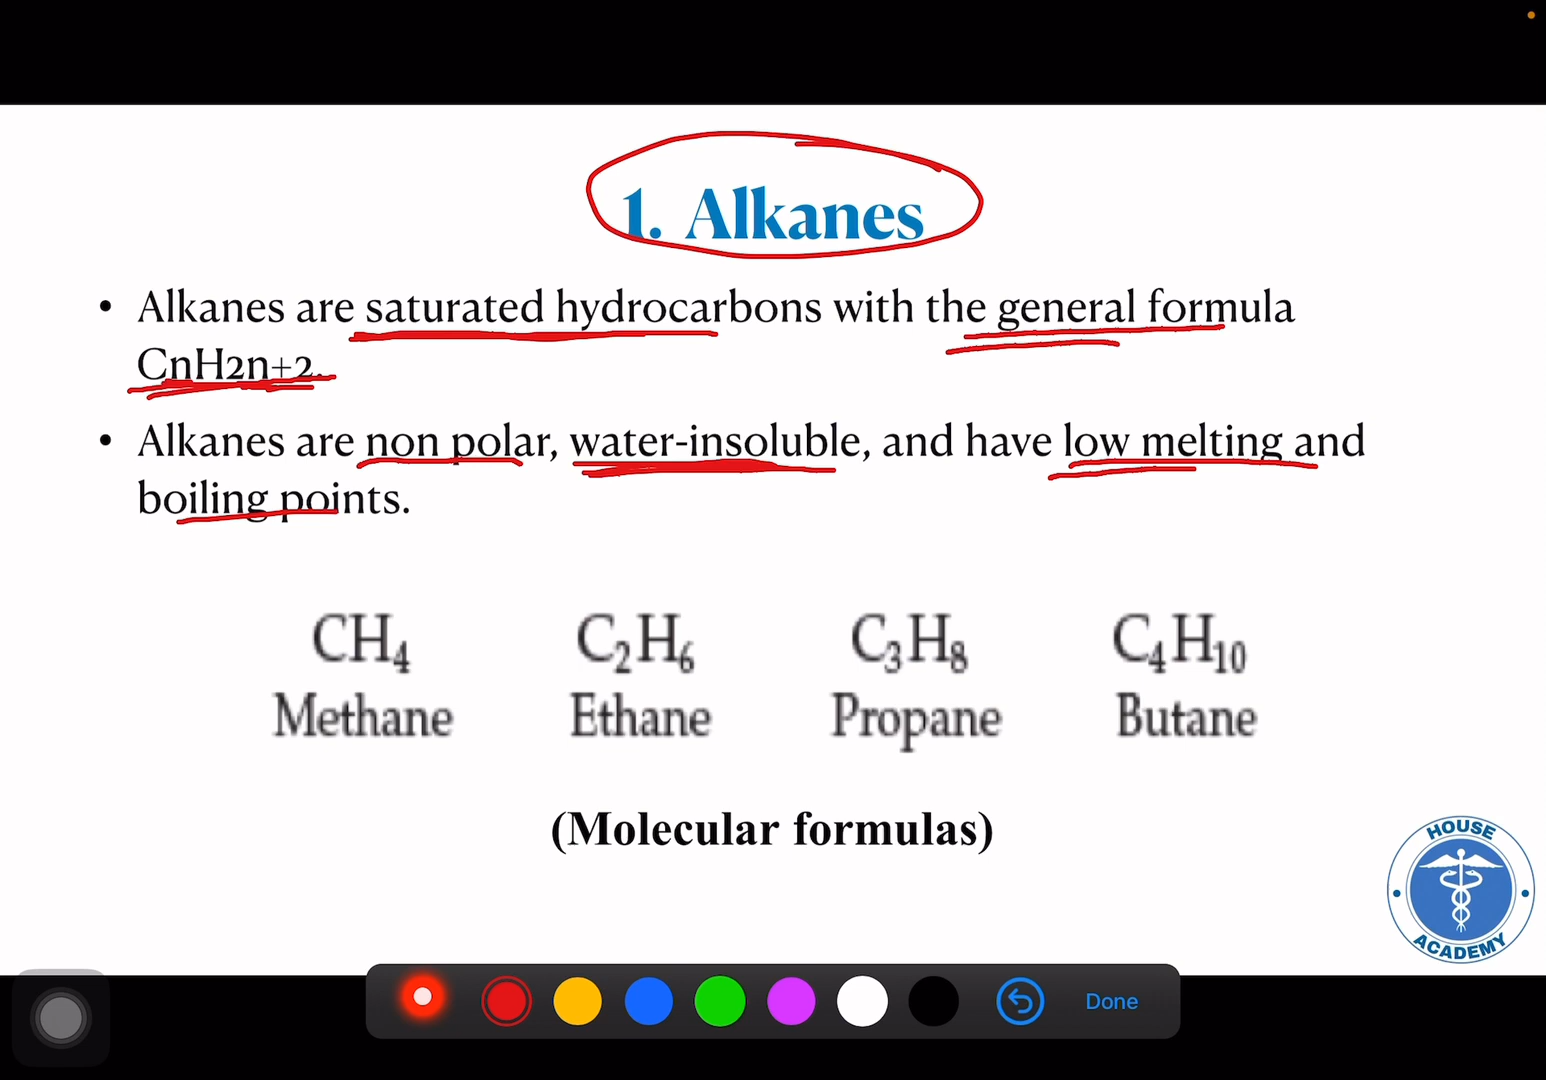 1. Alkanes
• Alkanes are saturated hydrocarbons with the general formula
CnH2n+2.
• Alkanes are non polar, water-insoluble, and have low melting and
boiling points.
CH₄ C₂H₆ C₃H₈ C₄H₁₀
Methane Ethane Propane Butane
(Molecular formulas)
HOUSE
ACADEMY
Done